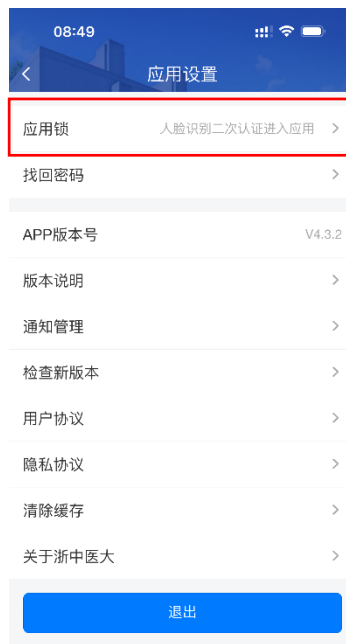 08:49
应用设置
应用锁 人脸识别二次认证进入应用
找回密码
APP版本号 V4.3.2
版本说明
通知管理
检查新版本
用户协议
隐私协议
清除缓存
关于浙中医大
退出